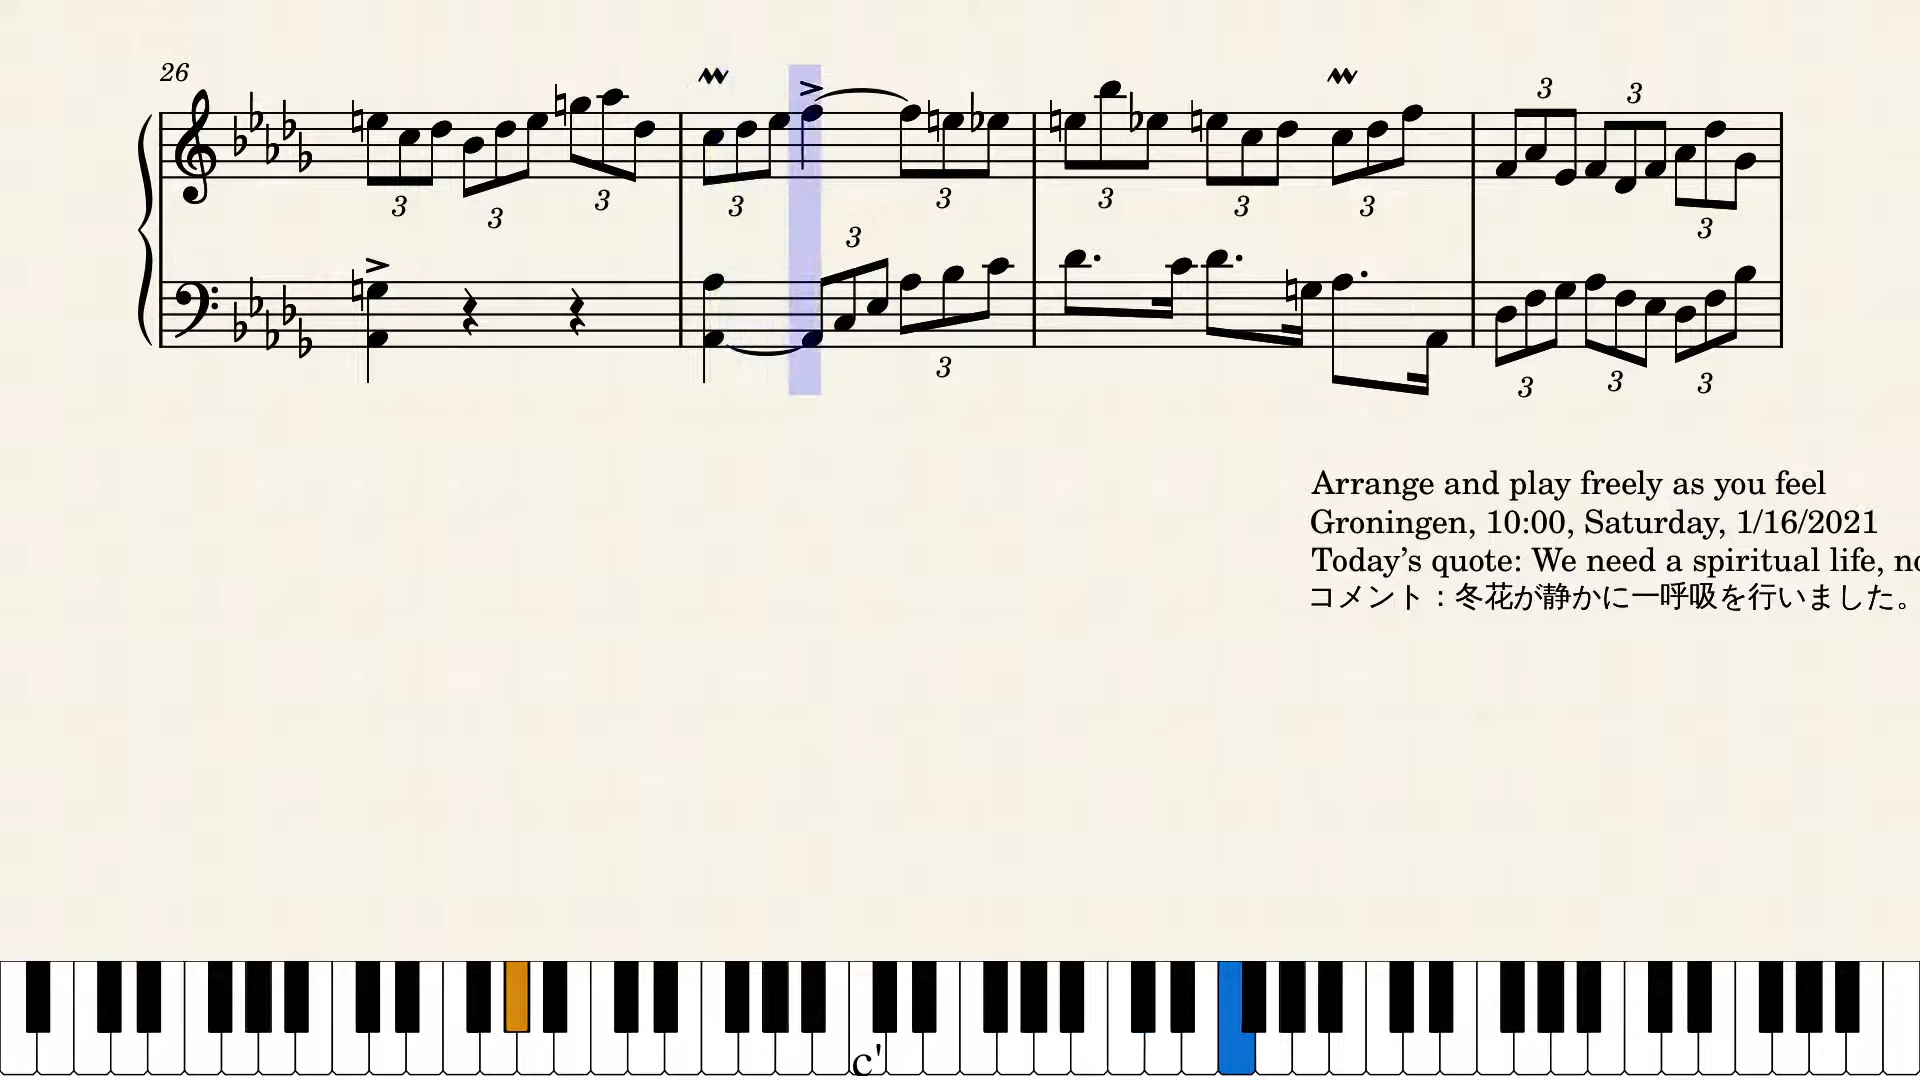 26
3 3
3 3 3 3 3 3 3
3
3
3 3 3 3
Arrange and play freely as you feel
Groningen, 10:00, Saturday, 1/16/2021
Today’s quote: We need a spiritual life, no
コメント：冬花が静かに一呼吸を行いました。
c'